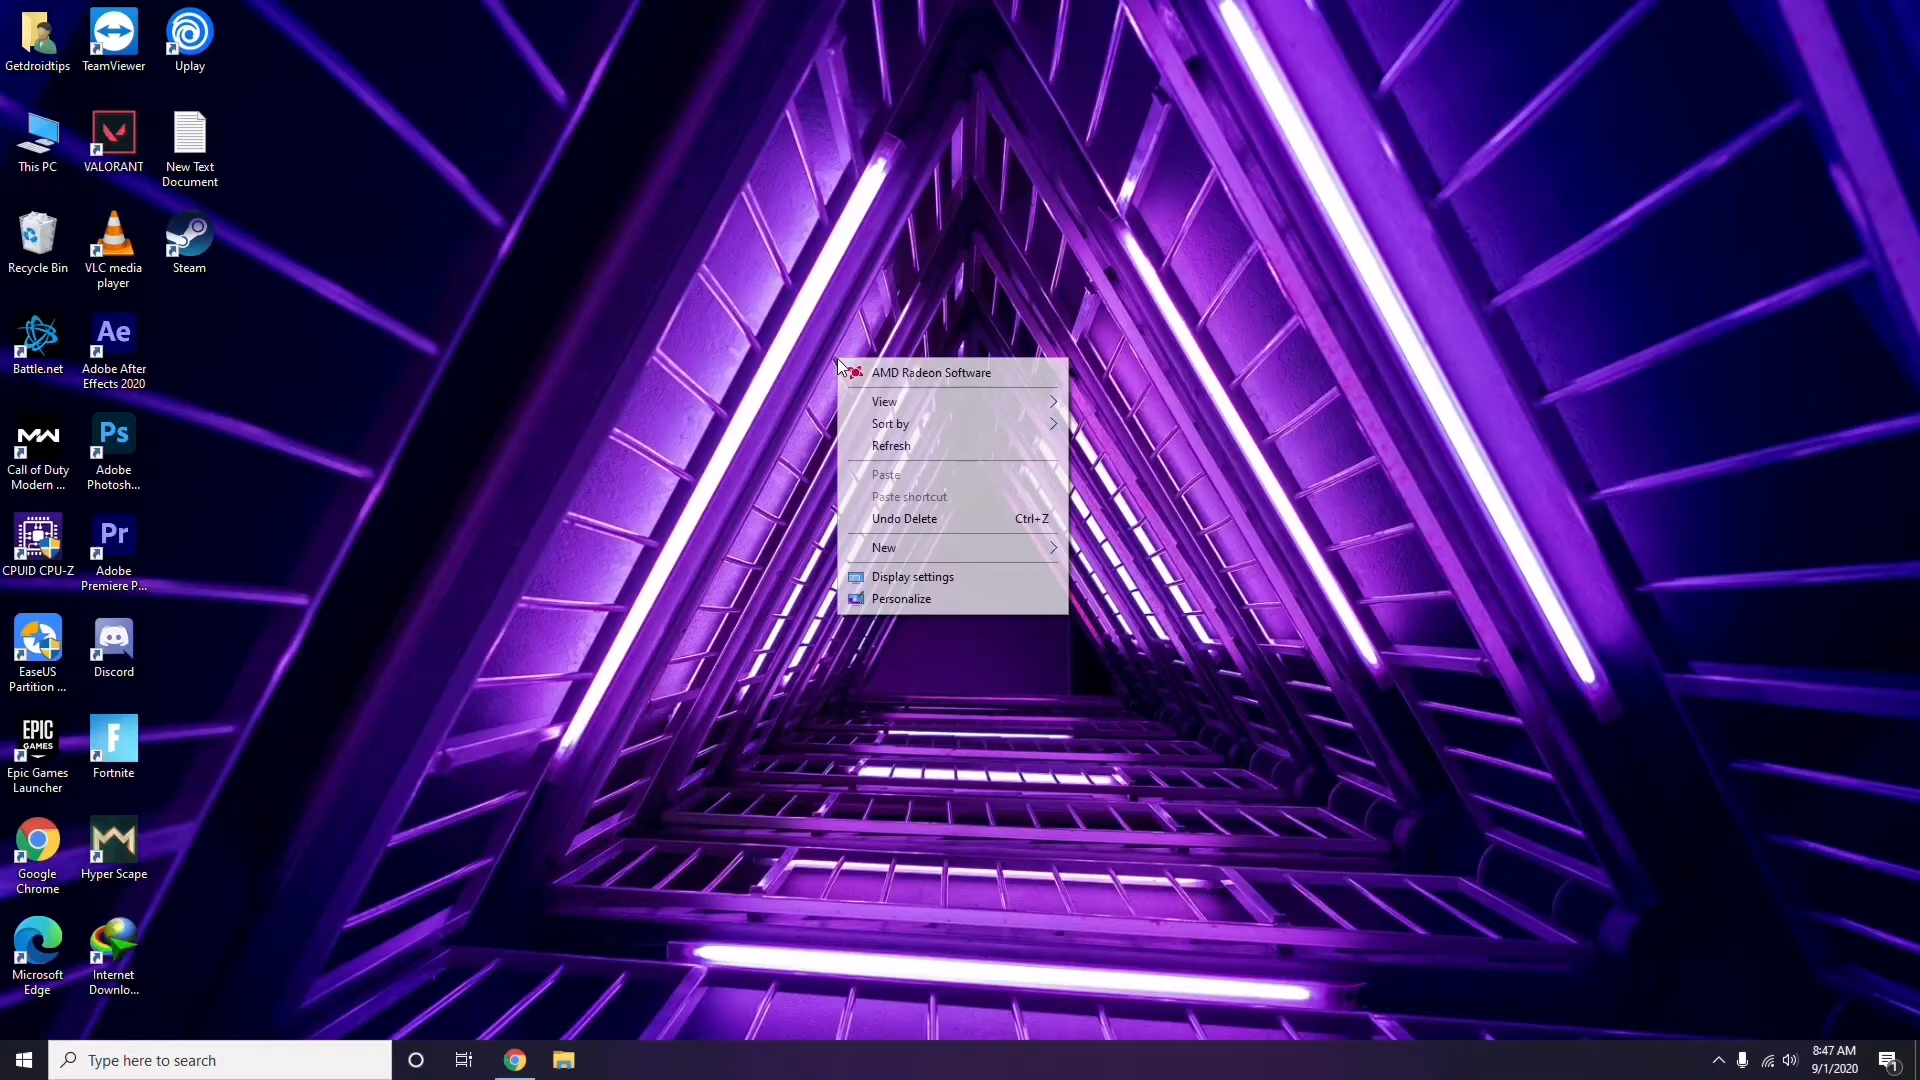 Getdroidtips
TeamViewer
Uplay
This PC
VALORANT
New Text
Document
Recycle Bin
VLC media
player
Steam
Battle.net
Ae
Adobe After
Effects 2020
MW
Call of Duty
Modern ...
Ps
Adobe
Photosh...
CPUID CPU-Z
Pr
Adobe
Premiere P...
EaseUS
Partition ...
Discord
EPIC
GAMES
Epic Games
Launcher
F
Fortnite
Google
Chrome
Hyper Scape
Microsoft
Edge
Internet
Downlo...
AMD Radeon Software
View
Sort by
Refresh
Paste
Paste shortcut
Undo Delete Ctrl+Z
New
Display settings
Personalize
Type here to search
8:47 AM
9/1/2020
1